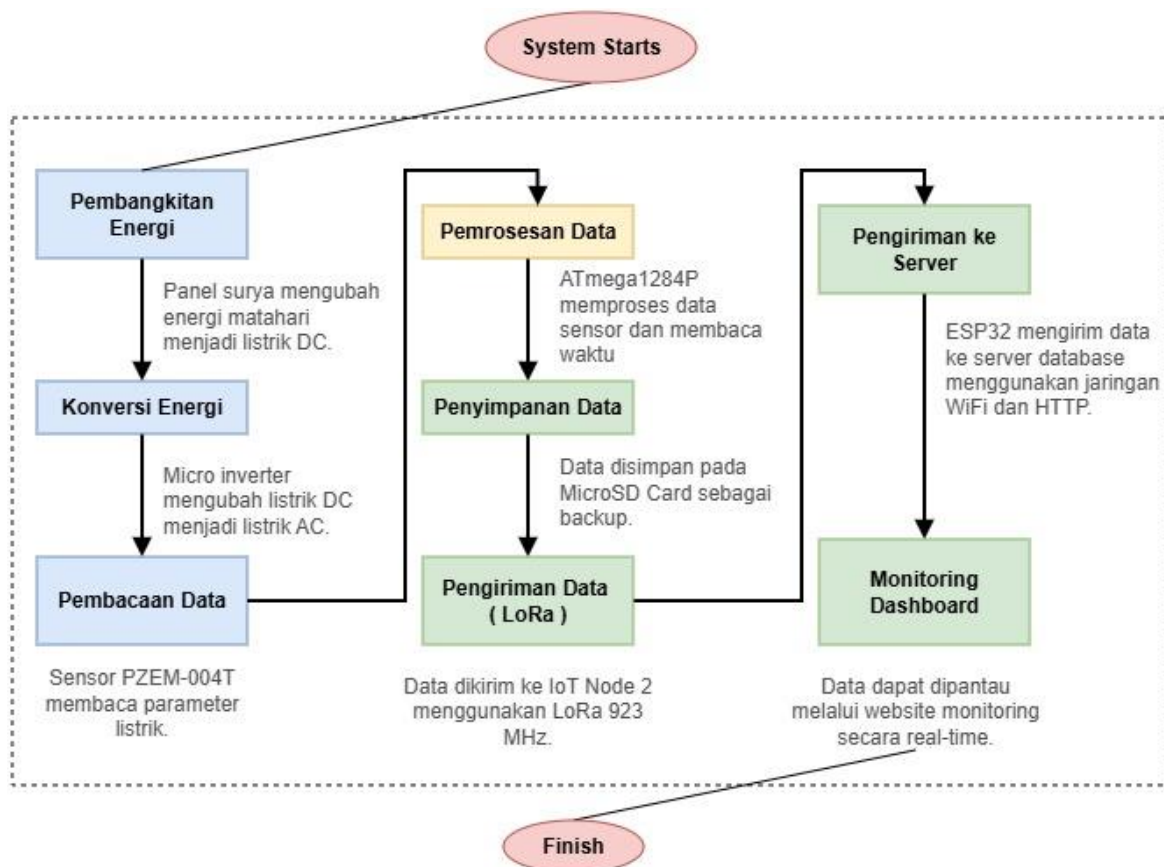 System Starts
Pembangkitan
Energi
Panel surya mengubah
energi matahari
menjadi listrik DC.
Konversi Energi
Micro inverter
mengubah listrik DC
menjadi listrik AC.
Pembacaan Data
Sensor PZEM-004T
membaca parameter
listrik.
Pemrosesan Data
ATmega1284P
memproses data
sensor dan membaca
waktu
Penyimpanan Data
Data disimpan pada
MicroSD Card sebagai
backup.
Pengiriman Data
( LoRa )
Data dikirim ke IoT Node 2
menggunakan LoRa 923
MHz.
Pengiriman ke
Server
ESP32 mengirim data
ke server database
menggunakan jaringan
WiFi dan HTTP.
Monitoring
Dashboard
Data dapat dipantau
melalui website monitoring
secara real-time.
Finish